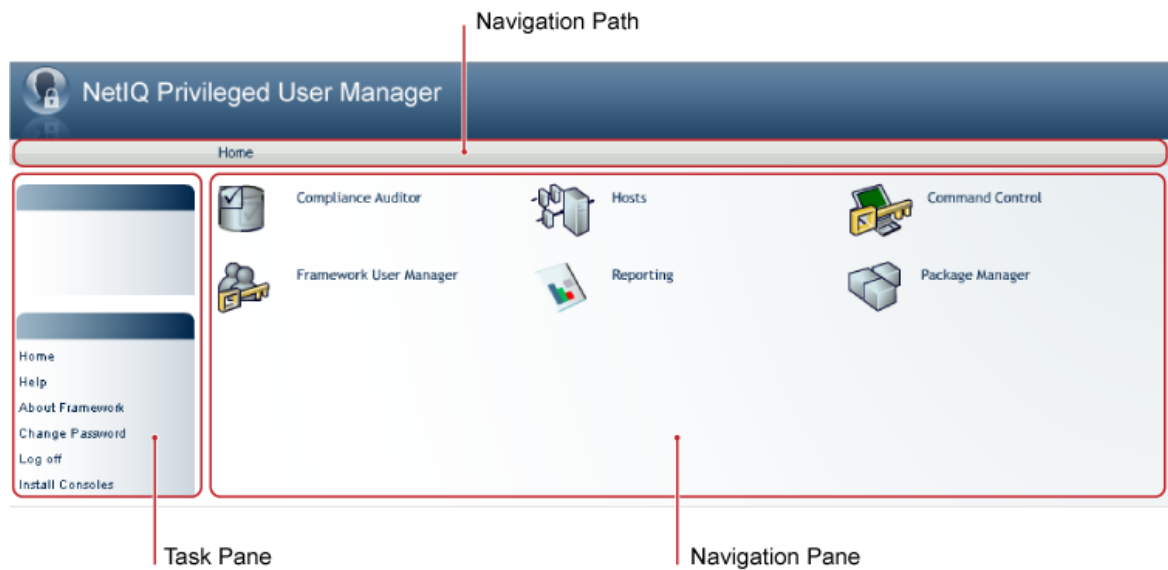 Navigation Path
NetIQ Privileged User Manager
Home
Compliance Auditor
Hosts
Command Control
Framework User Manager
Reporting
Package Manager
Home
Help
About Framework
Change Password
Log off
Install Consoles
Task Pane
Navigation Pane